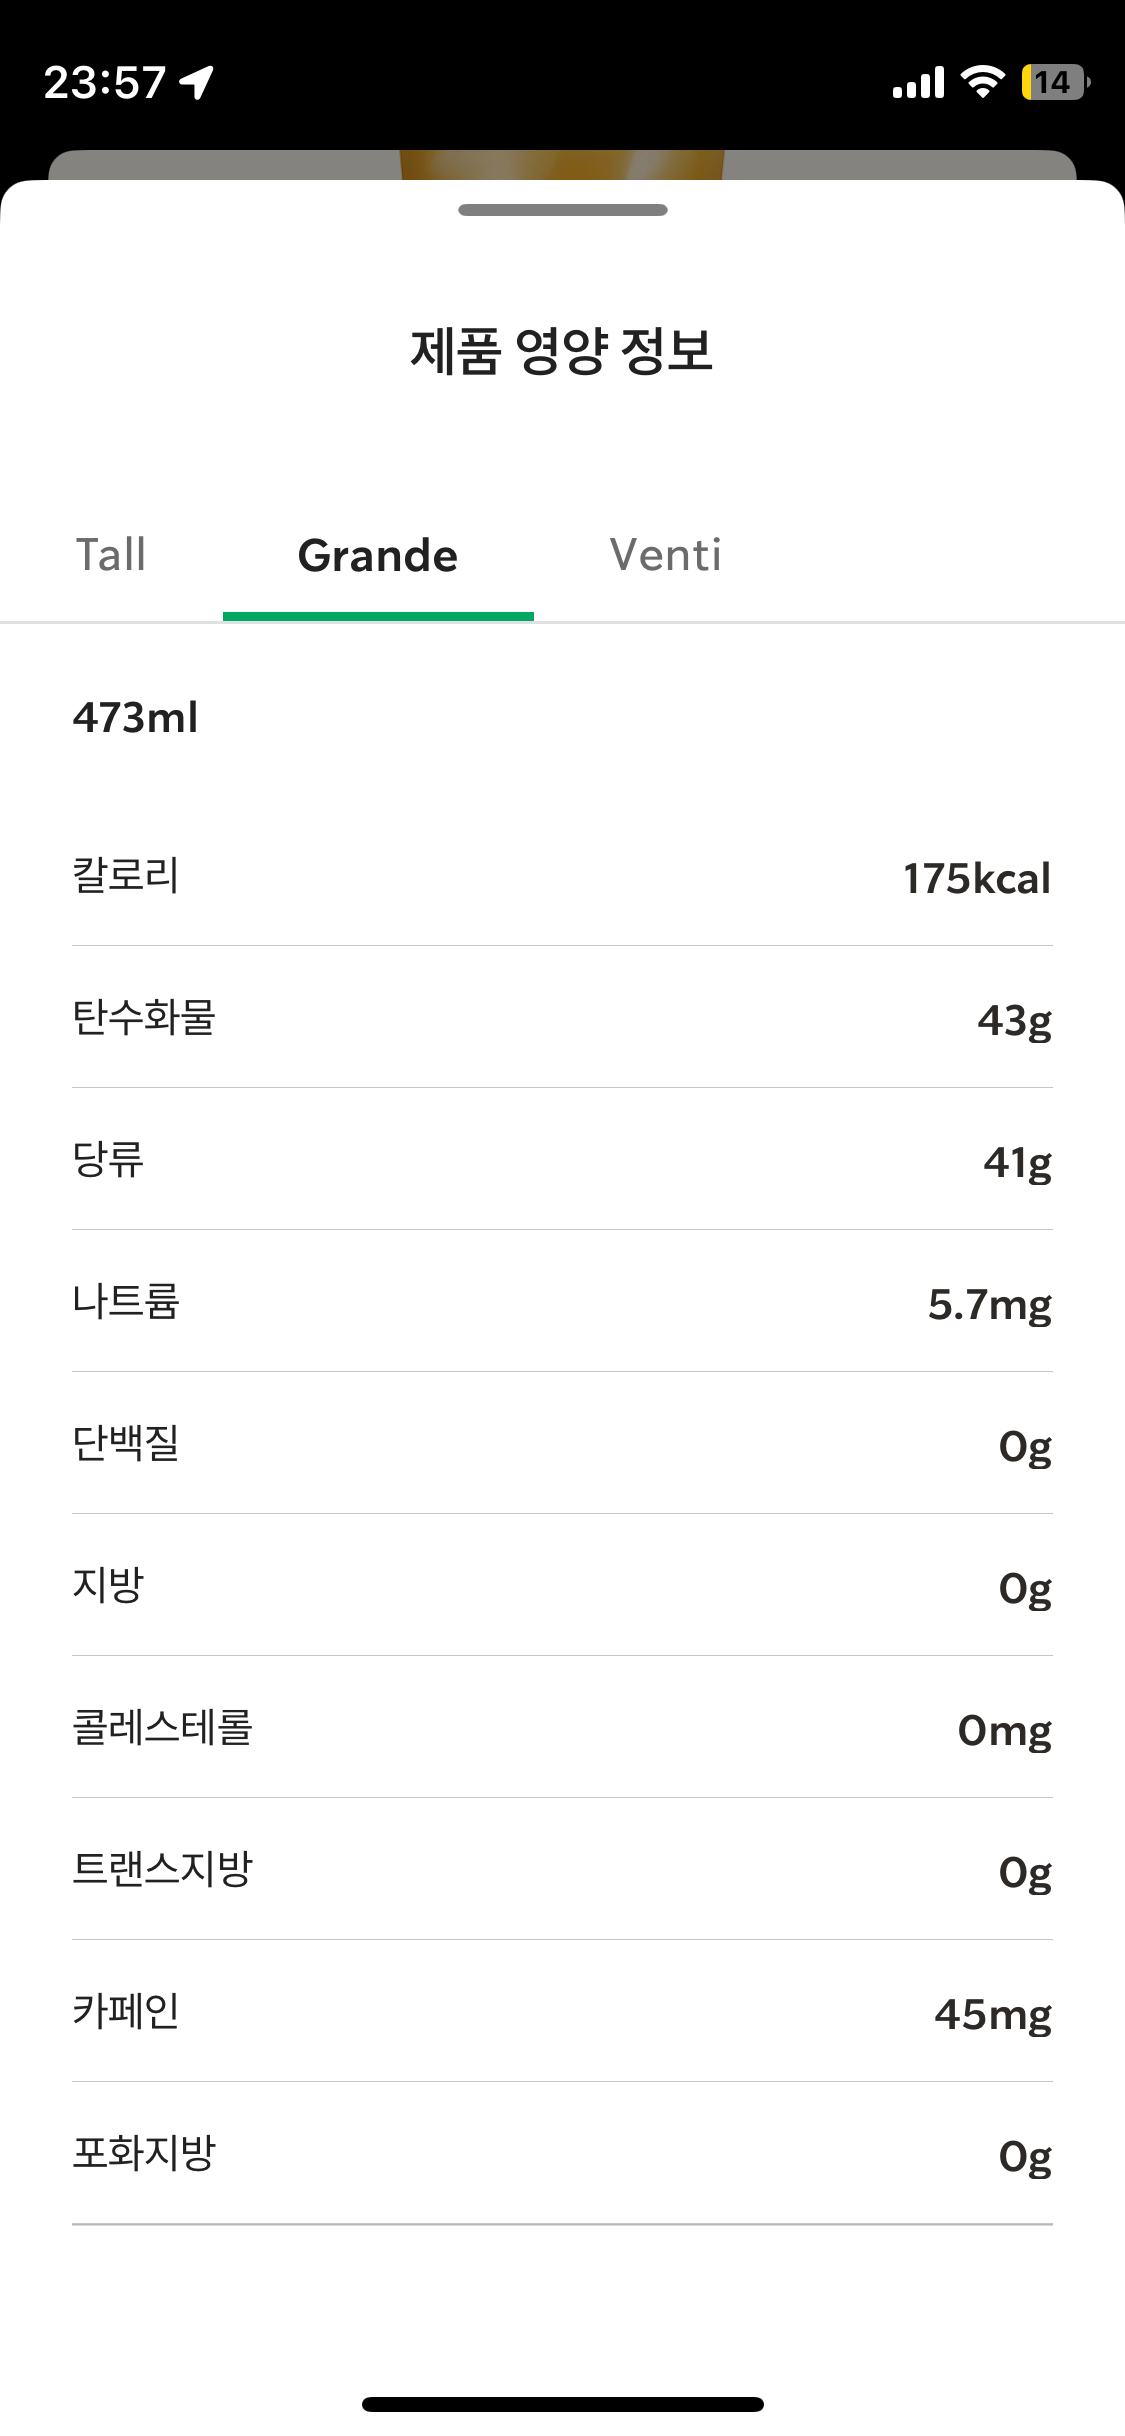 23:57
14
제품 영양 정보
Tall Grande Venti
473ml
칼로리 175kcal
탄수화물 43g
당류 41g
나트륨 5.7mg
단백질 0g
지방 0g
콜레스테롤 0mg
트랜스지방 0g
카페인 45mg
포화지방 0g